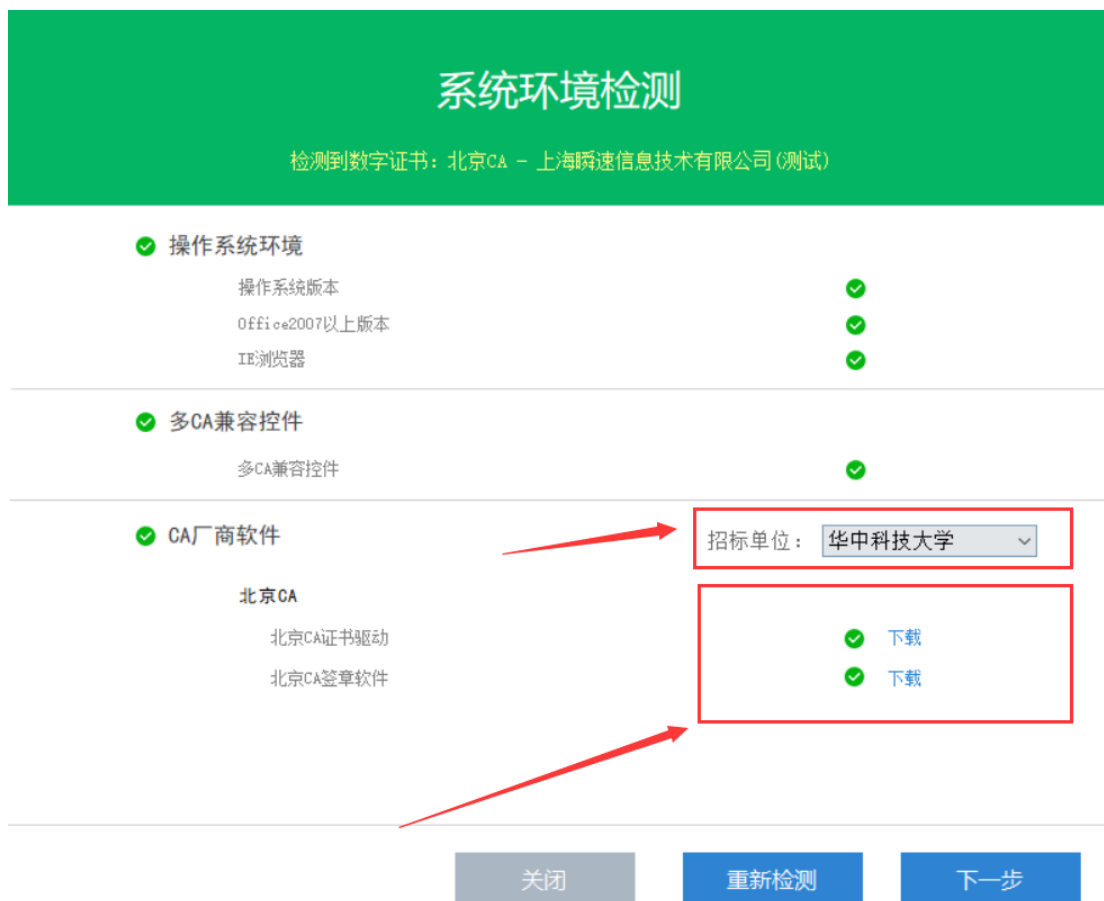 系统环境检测
检测到数字证书：北京CA - 上海瞬速信息技术有限公司(测试)
操作系统环境
操作系统版本
Office2007以上版本
IE浏览器
多CA兼容控件
多CA兼容控件
CA厂商软件
招标单位： 华中科技大学
北京CA
北京CA证书驱动 下载
北京CA签章软件 下载
关闭 重新检测 下一步